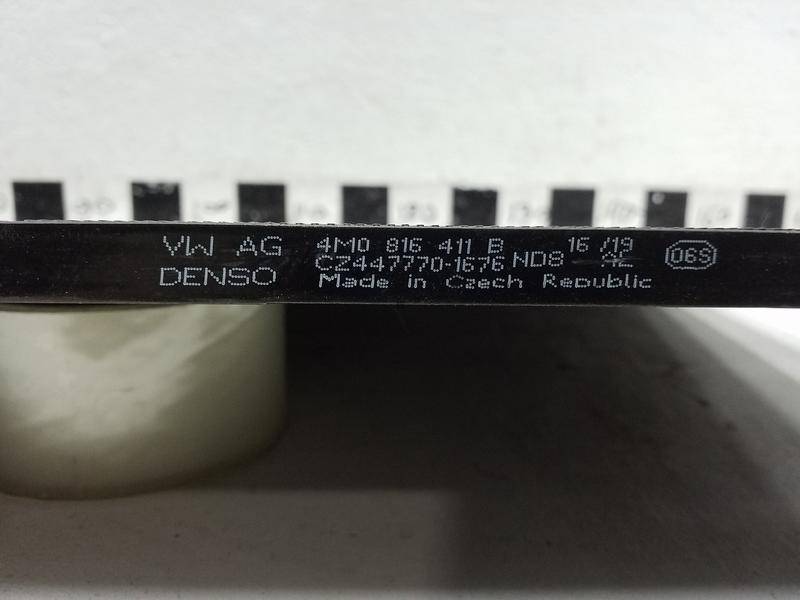 VW AG 4M0 816 411 B 16/19
DENSO CZ447770-1676 ND8 06S
Made in Czech Republic